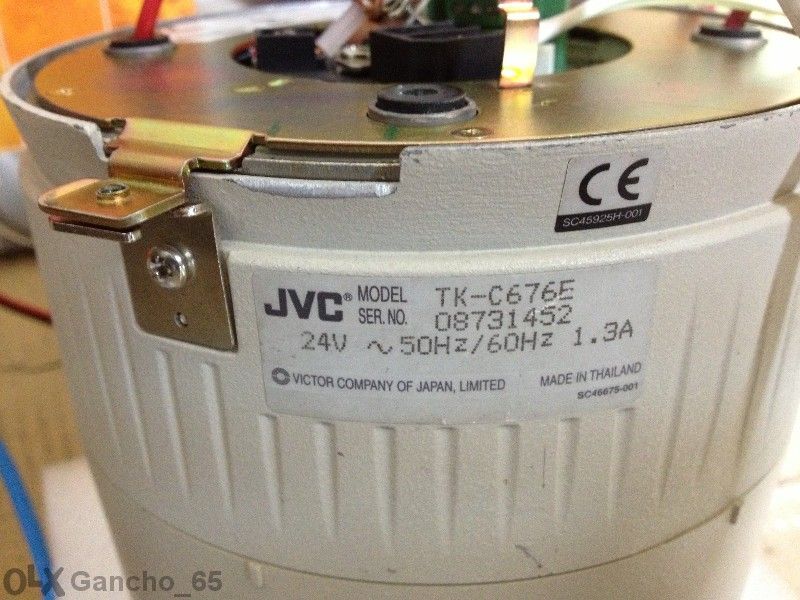 CE
SC45925H-001
JVC® MODEL TK-C676E
SER. NO. 08731452
24V ~ 50Hz/60Hz 1.3A
VICTOR COMPANY OF JAPAN, LIMITED MADE IN THAILAND
SC46675-001
OLX Gancho_65